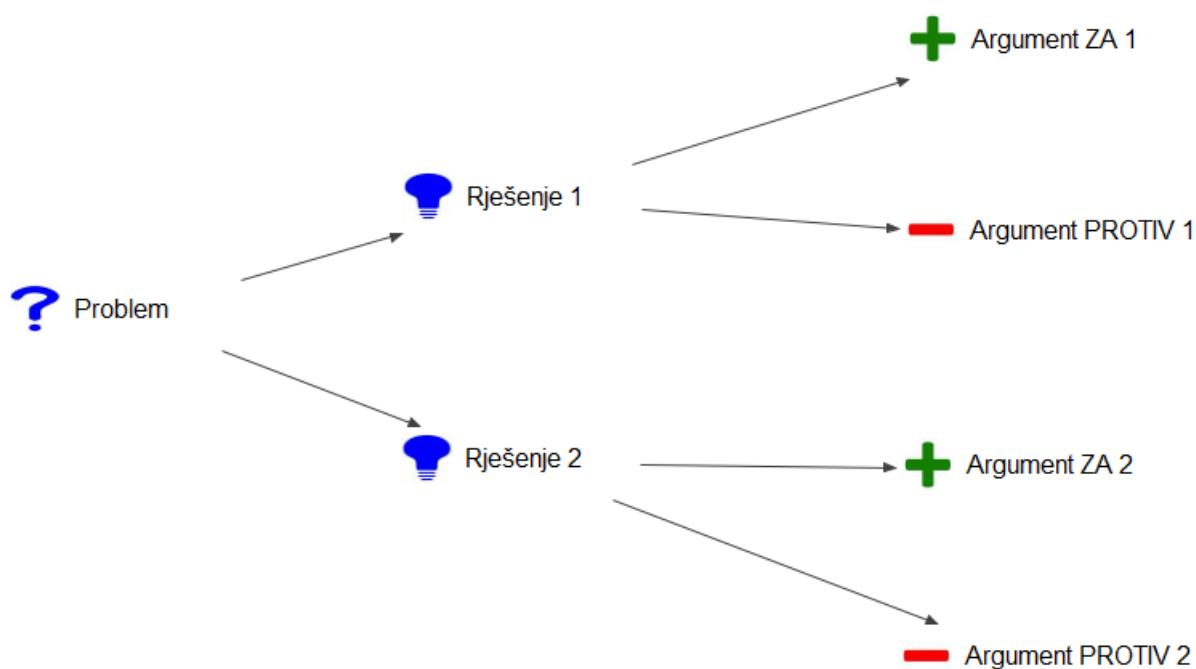 Argument ZA 1
Rješenje 1
Argument PROTIV 1
Problem
Rješenje 2
Argument ZA 2
Argument PROTIV 2